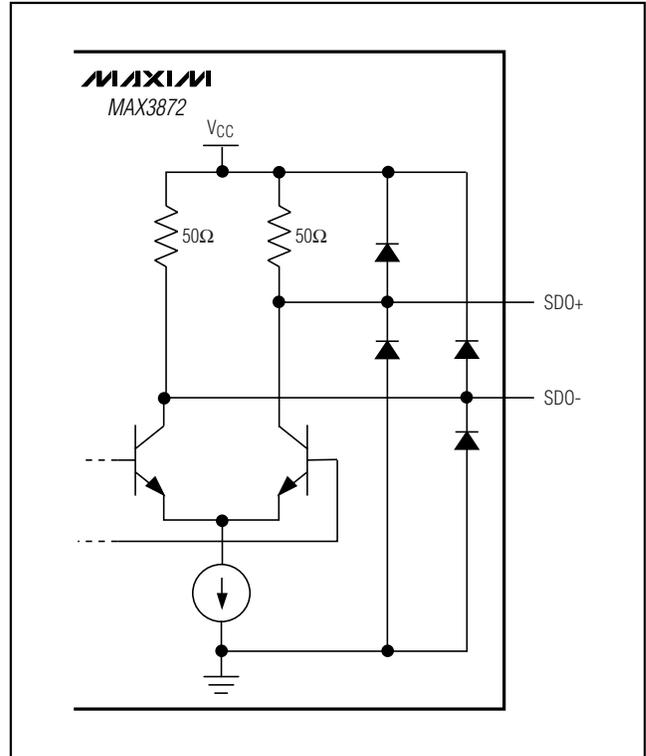 MAXIM
MAX3872
VCC
50Ω
50Ω
SDO+
SDO-